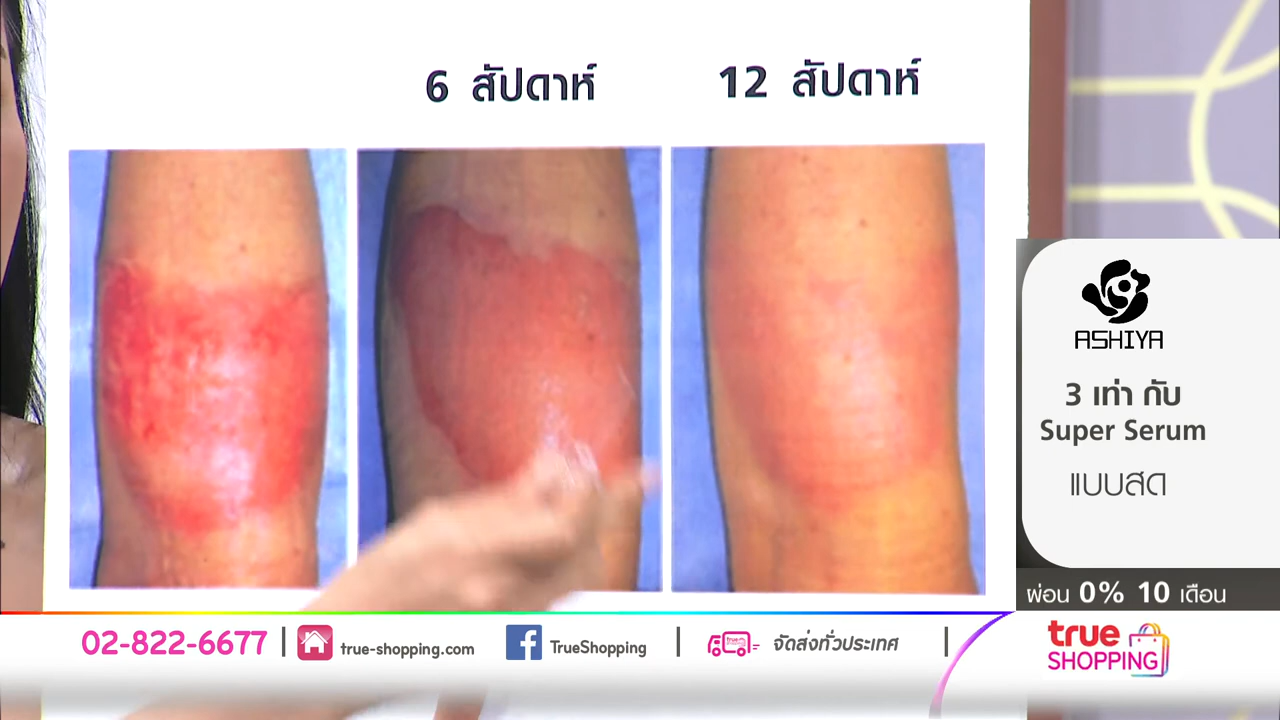 6 สัปดาห์
12 สัปดาห์
ASHIYA
3 เท่า กับ
Super Serum
แบบสด
ผ่อน 0% 10 เดือน
02-822-6677
true-shopping.com
TrueShopping
จัดส่งทั่วประเทศ
true
SHOPPING